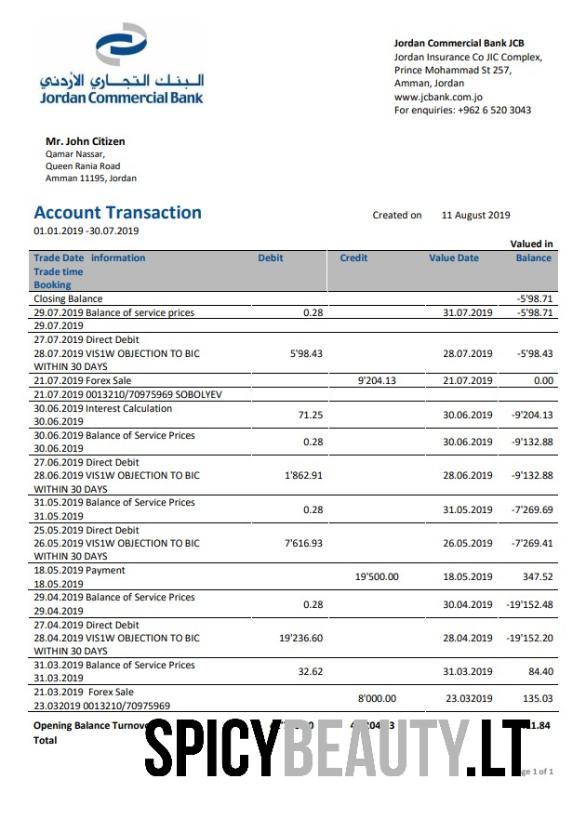 البنك التجاري الأردني
Jordan Commercial Bank
Jordan Commercial Bank JCB
Jordan Insurance Co JIC Complex,
Prince Mohammad St 257,
Amman, Jordan
www.jcbank.com.jo
For enquiries: +962 6 520 3043
Mr. John Citizen
Qamar Nassar,
Queen Rania Road
Amman 11195, Jordan
Account Transaction
Created on 11 August 2019
01.01.2019 -30.07.2019
Valued in
Trade Date information Debit Credit Value Date Balance
Trade time
Booking
Closing Balance -5'98.71
29.07.2019 Balance of service prices 0.28 31.07.2019 -5'98.71
29.07.2019
27.07.2019 Direct Debit
28.07.2019 VIS1W OBJECTION TO BIC 5'98.43 28.07.2019 -5'98.43
WITHIN 30 DAYS
21.07.2019 Forex Sale 9'204.13 21.07.2019 0.00
21.07.2019 0013210/70975969 SOBOLYEV
30.06.2019 Interest Calculation
71.25 30.06.2019 -9'204.13
30.06.2019
30.06.2019 Balance of Service Prices
0.28 30.06.2019 -9'132.88
30.06.2019
27.06.2019 Direct Debit
28.06.2019 VIS1W OBJECTION TO BIC 1'862.91 28.06.2019 -9'132.88
WITHIN 30 DAYS
31.05.2019 Balance of Service Prices
0.28 31.05.2019 -7'269.69
31.05.2019
25.05.2019 Direct Debit
26.05.2019 VIS1W OBJECTION TO BIC 7'616.93 26.05.2019 -7'269.41
WITHIN 30 DAYS
18.05.2019 Payment
19'500.00 18.05.2019 347.52
18.05.2019
29.04.2019 Balance of Service Prices
0.28 30.04.2019 -19'152.48
29.04.2019
27.04.2019 Direct Debit
28.04.2019 VIS1W OBJECTION TO BIC 19'236.60 28.04.2019 -19'152.20
WITHIN 30 DAYS
31.03.2019 Balance of Service Prices
32.62 31.03.2019 84.40
31.03.2019
21.03.2019 Forex Sale
8'000.00 23.032019 135.03
23.032019 0013210/70975969
Opening Balance
Total
SPICYBEAUTY.LT
1 of 1